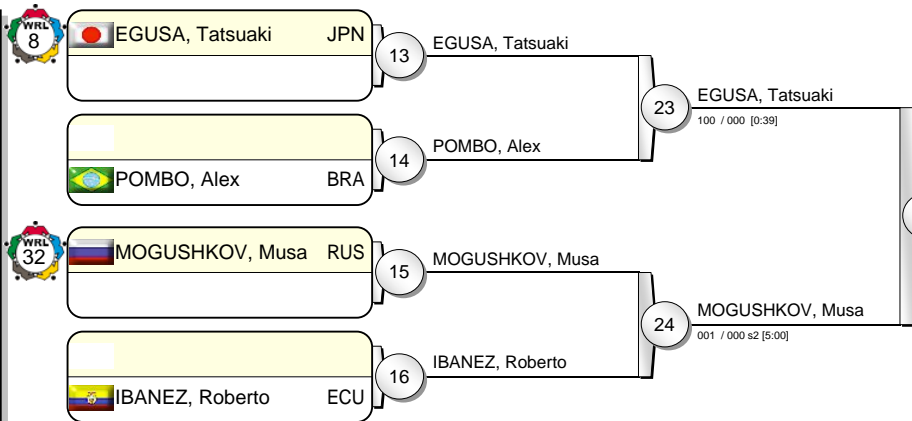 WRL
8
EGUSA, Tatsuaki JPN
13
EGUSA, Tatsuaki
23
EGUSA, Tatsuaki
100 / 000 [0:39]
POMBO, Alex BRA
14
POMBO, Alex
WRL
32
MOGUSHKOV, Musa RUS
15
MOGUSHKOV, Musa
24
MOGUSHKOV, Musa
001 / 000 s2 [5:00]
IBANEZ, Roberto ECU
16
IBANEZ, Roberto